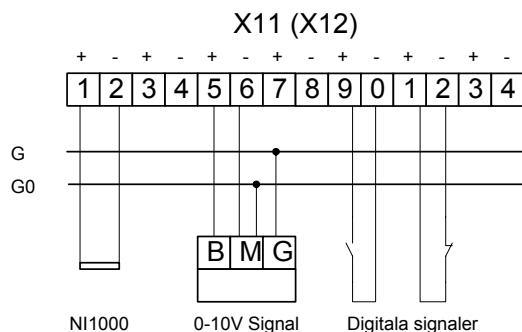 X11 (X12)
+ - + - + - + - + - + - + -
1 2 3 4 5 6 7 8 9 0 1 2 3 4
G
G0
B M G
NI1000 0-10V Signal Digitala signaler